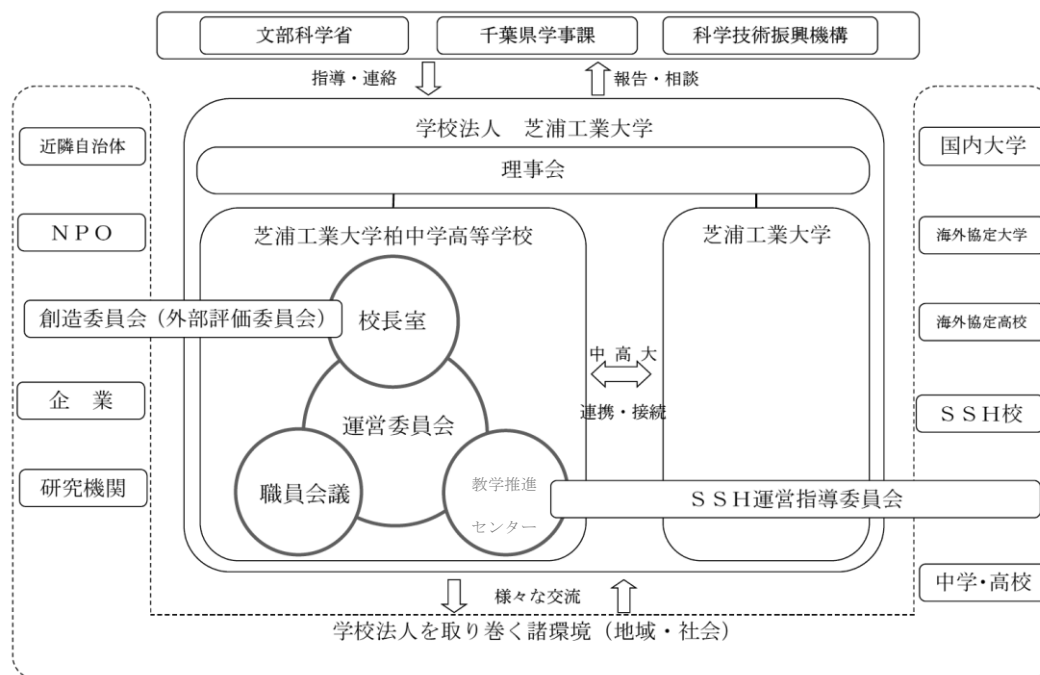 文部科学省
千葉県学事課
科学技術振興機構
指導・連絡
報告・相談
学校法人　芝浦工業大学
理事会
近隣自治体
ＮＰＯ
創造委員会（外部評価委員会）
企　業
研究機関
芝浦工業大学柏中学高等学校
校長室
運営委員会
職員会議
教学推進
センター
中 高 大
連携・接続
芝浦工業大学
ＳＳＨ運営指導委員会
国内大学
海外協定大学
海外協定高校
ＳＳＨ校
中学・高校
様々な交流
学校法人を取り巻く諸環境（地域・社会）